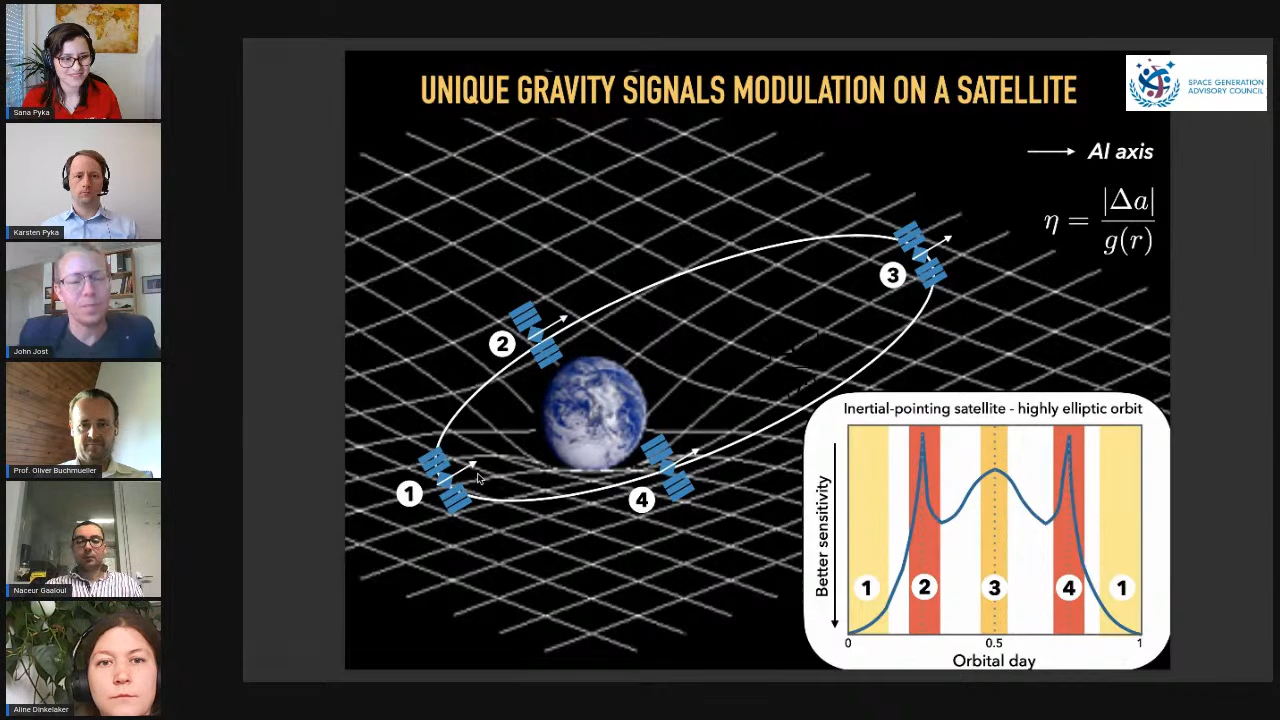 Sana Pyka
Karsten Pyka
John Jost
Prof. Oliver Buchmueller
Naceur Gaaloul
Aline Dinkelaker
UNIQUE GRAVITY SIGNALS MODULATION ON A SATELLITE
SPACE GENERATION
ADVISORY COUNCIL
AI axis
η = |Δa| / g(r)
3
2
1
4
Inertial-pointing satellite - highly elliptic orbit
Better sensitivity
1 2 3 4 1
0 0.5 1
Orbital day